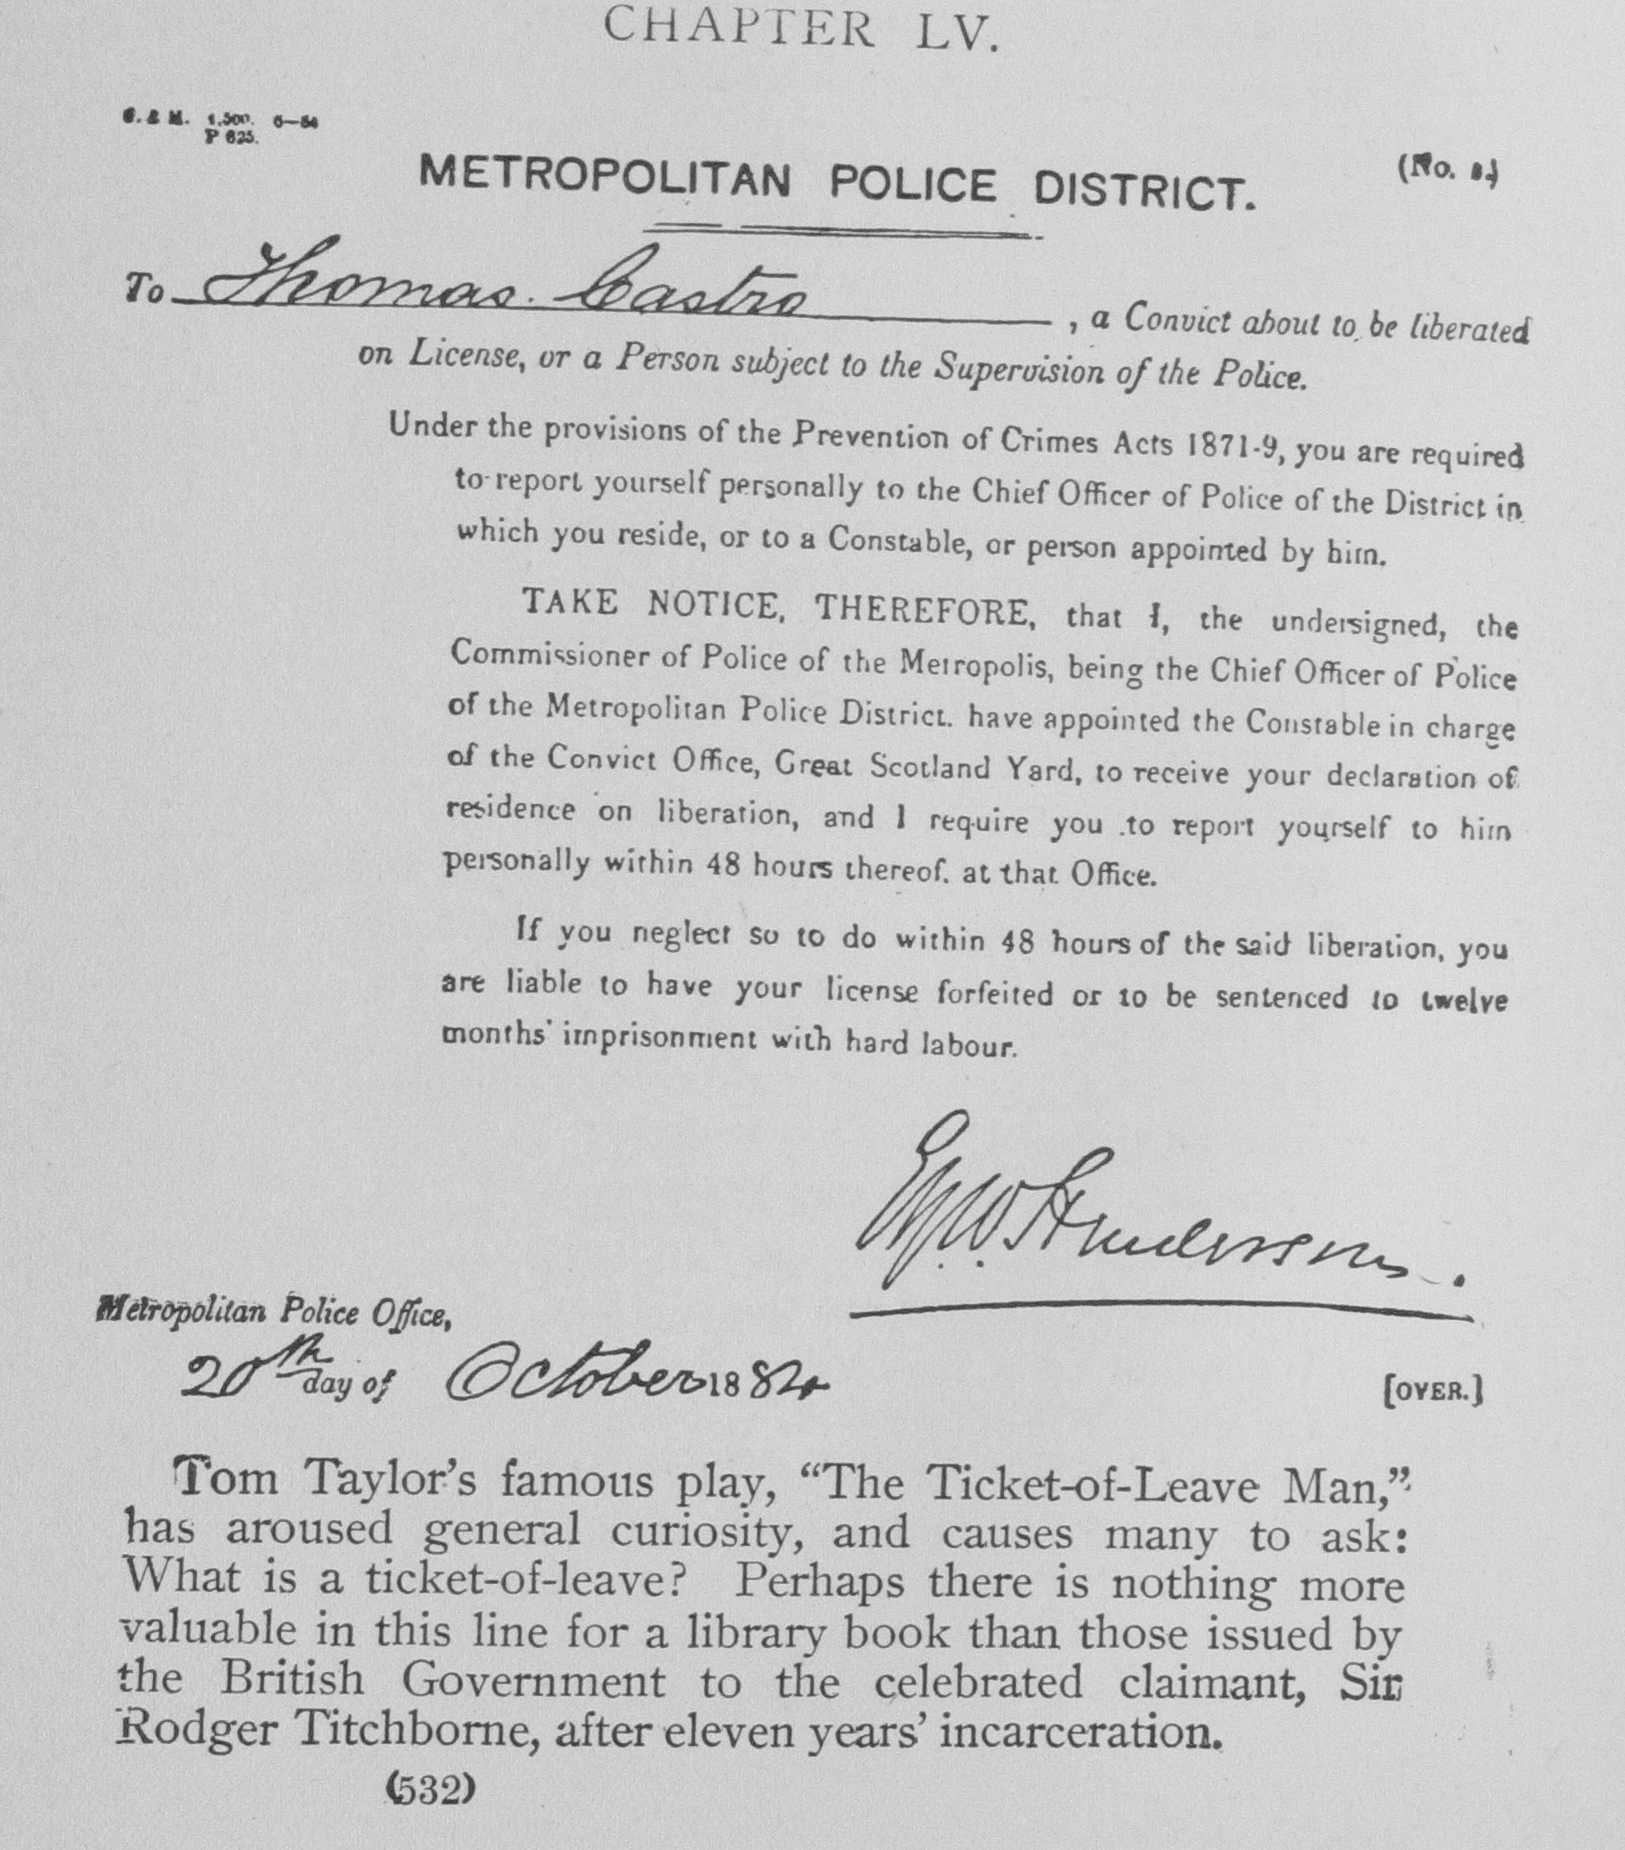 CHAPTER LV.
G. & M. 1,500. 6—84
P 625.
METROPOLITAN POLICE DISTRICT.
(No. 1.)
To Thomas Castro, a Convict about to be liberated
on License, or a Person subject to the Supervision of the Police.
Under the provisions of the Prevention of Crimes Acts 1871-9, you are required
to report yourself personally to the Chief Officer of Police of the District in
which you reside, or to a Constable, or person appointed by him.
TAKE NOTICE, THEREFORE, that I, the undersigned, the
Commissioner of Police of the Metropolis, being the Chief Officer of Police
of the Metropolitan Police District. have appointed the Constable in charge
of the Convict Office, Great Scotland Yard, to receive your declaration of
residence on liberation, and I require you to report yourself to him
personally within 48 hours thereof. at that Office.
If you neglect so to do within 48 hours of the said liberation, you
are liable to have your license forfeited or to be sentenced to twelve
months' imprisonment with hard labour.
E.Y.W. Henderson.
Metropolitan Police Office,
20th day of October 1884
[OVER.]
Tom Taylor's famous play, "The Ticket-of-Leave Man,"
has aroused general curiosity, and causes many to ask:
What is a ticket-of-leave? Perhaps there is nothing more
valuable in this line for a library book than those issued by
the British Government to the celebrated claimant, Sir
Rodger Titchborne, after eleven years' incarceration.
(532)